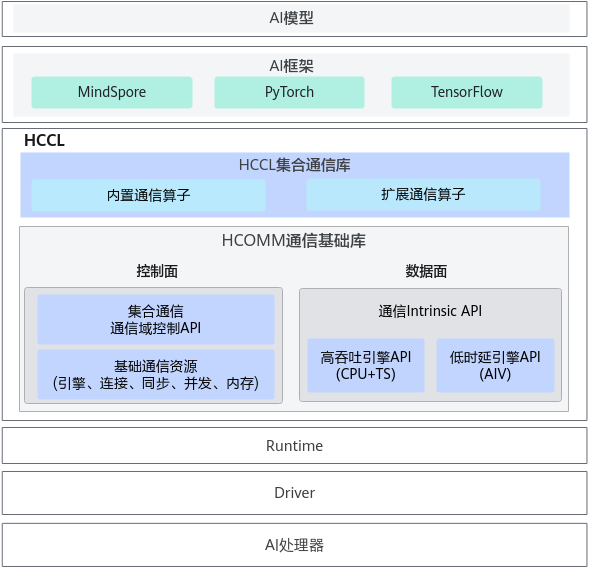 AI模型
AI框架
MindSpore
PyTorch
TensorFlow
HCCL
HCCL集合通信库
内置通信算子
扩展通信算子
HCOMM通信基础库
控制面
数据面
集合通信
通信域控制API
基础通信资源
(引擎、连接、同步、并发、内存)
通信Intrinsic API
高吞吐引擎API
(CPU+TS)
低时延引擎API
(AIV)
Runtime
Driver
AI处理器